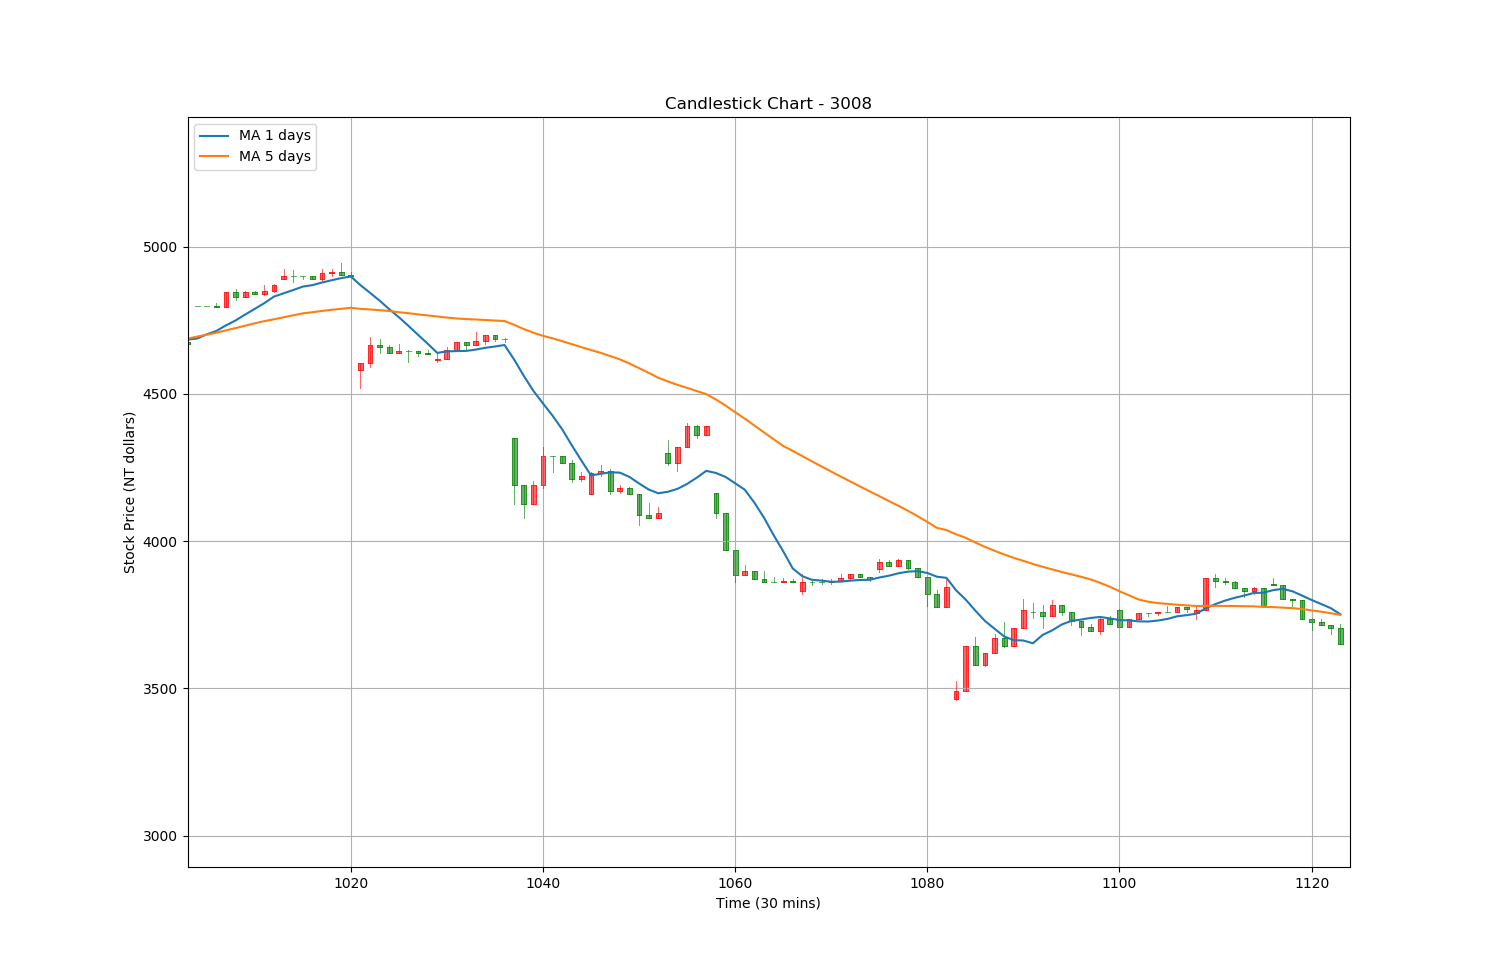 Candlestick Chart - 3008
MA 1 days
MA 5 days
Stock Price (NT dollars)
5000
4500
4000
3500
3000
1020 1040 1060 1080 1100 1120
Time (30 mins)